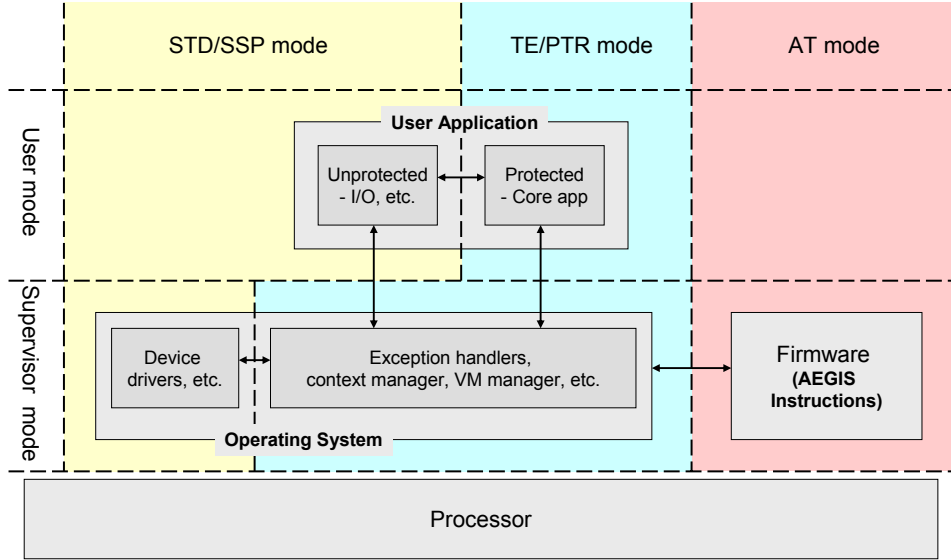 STD/SSP mode
TE/PTR mode
AT mode
User mode
User Application
Unprotected
- I/O, etc.
Protected
- Core app
Supervisor mode
Device
drivers, etc.
Exception handlers,
context manager, VM manager, etc.
Operating System
Firmware
(AEGIS
Instructions)
Processor